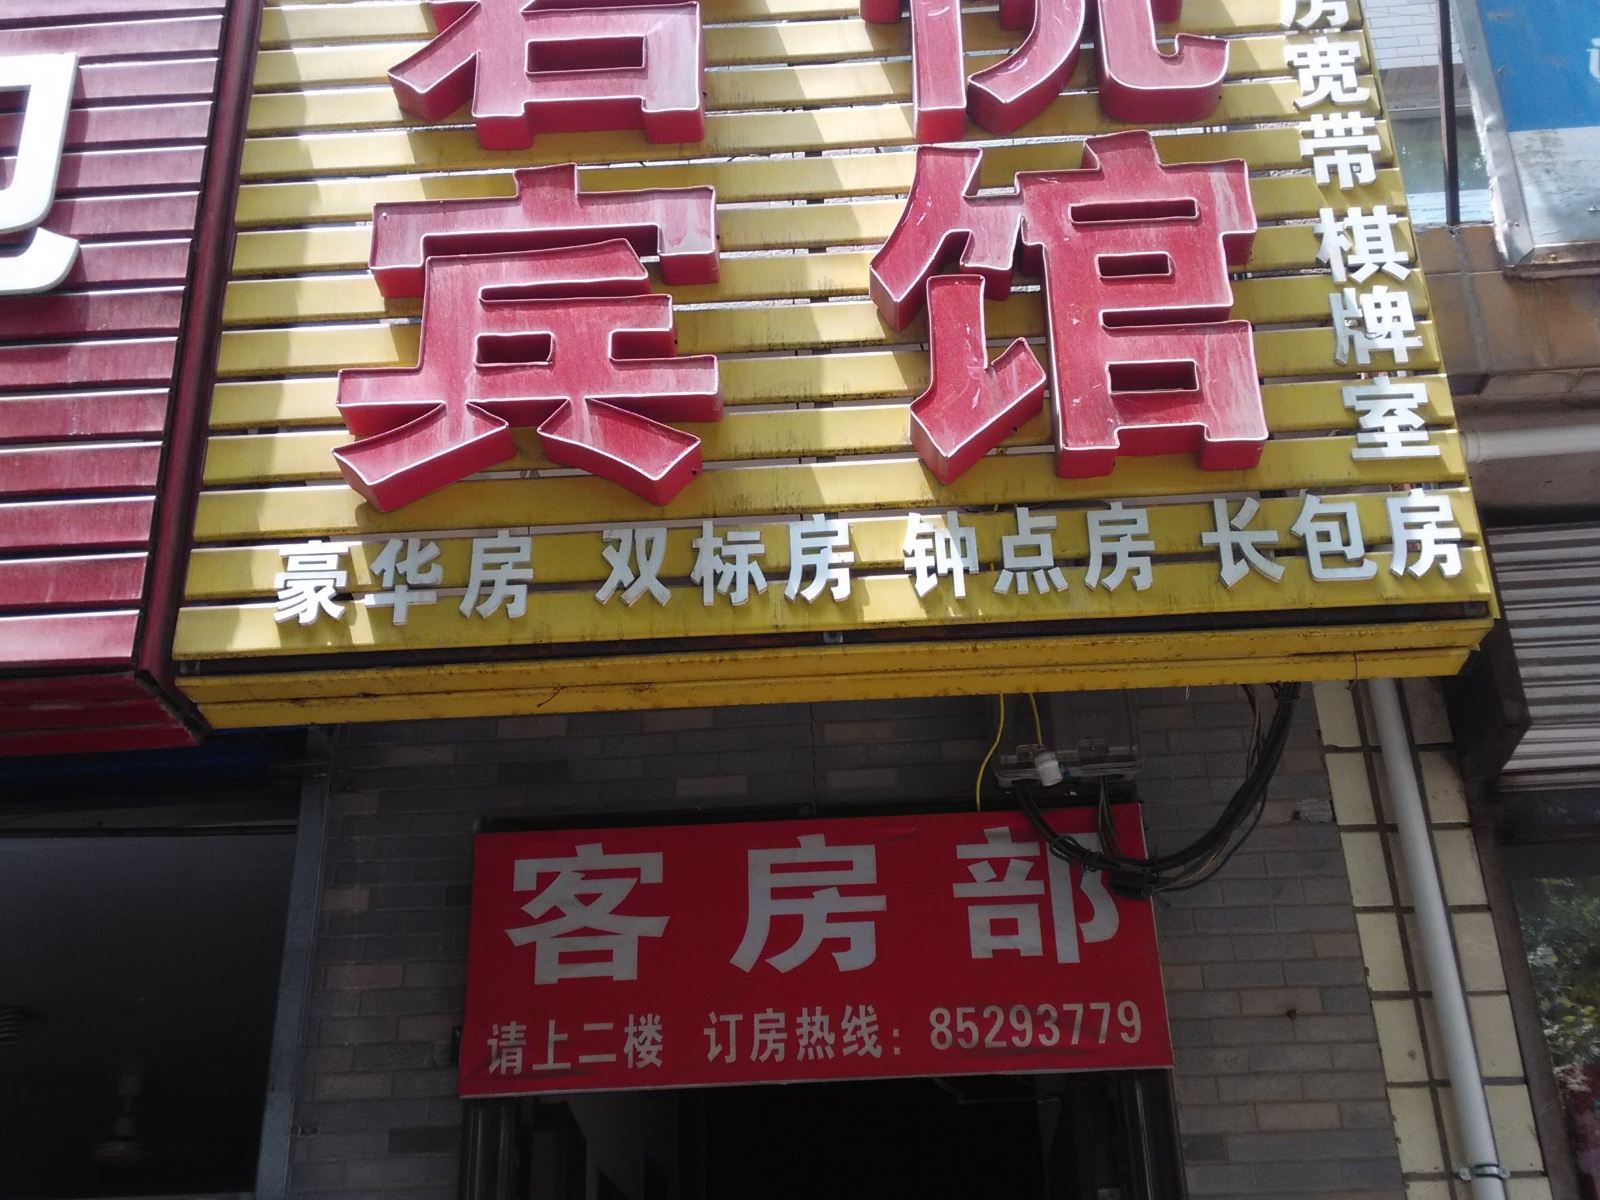 宾馆
房宽带 棋牌室
豪华房 双标房 钟点房 长包房
客房部
请上二楼 订房热线：85293779